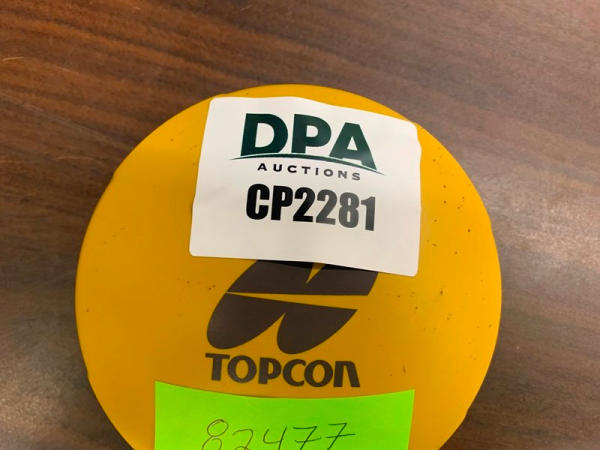 DPA
AUCTIONS
CP2281
TOPCON
82477